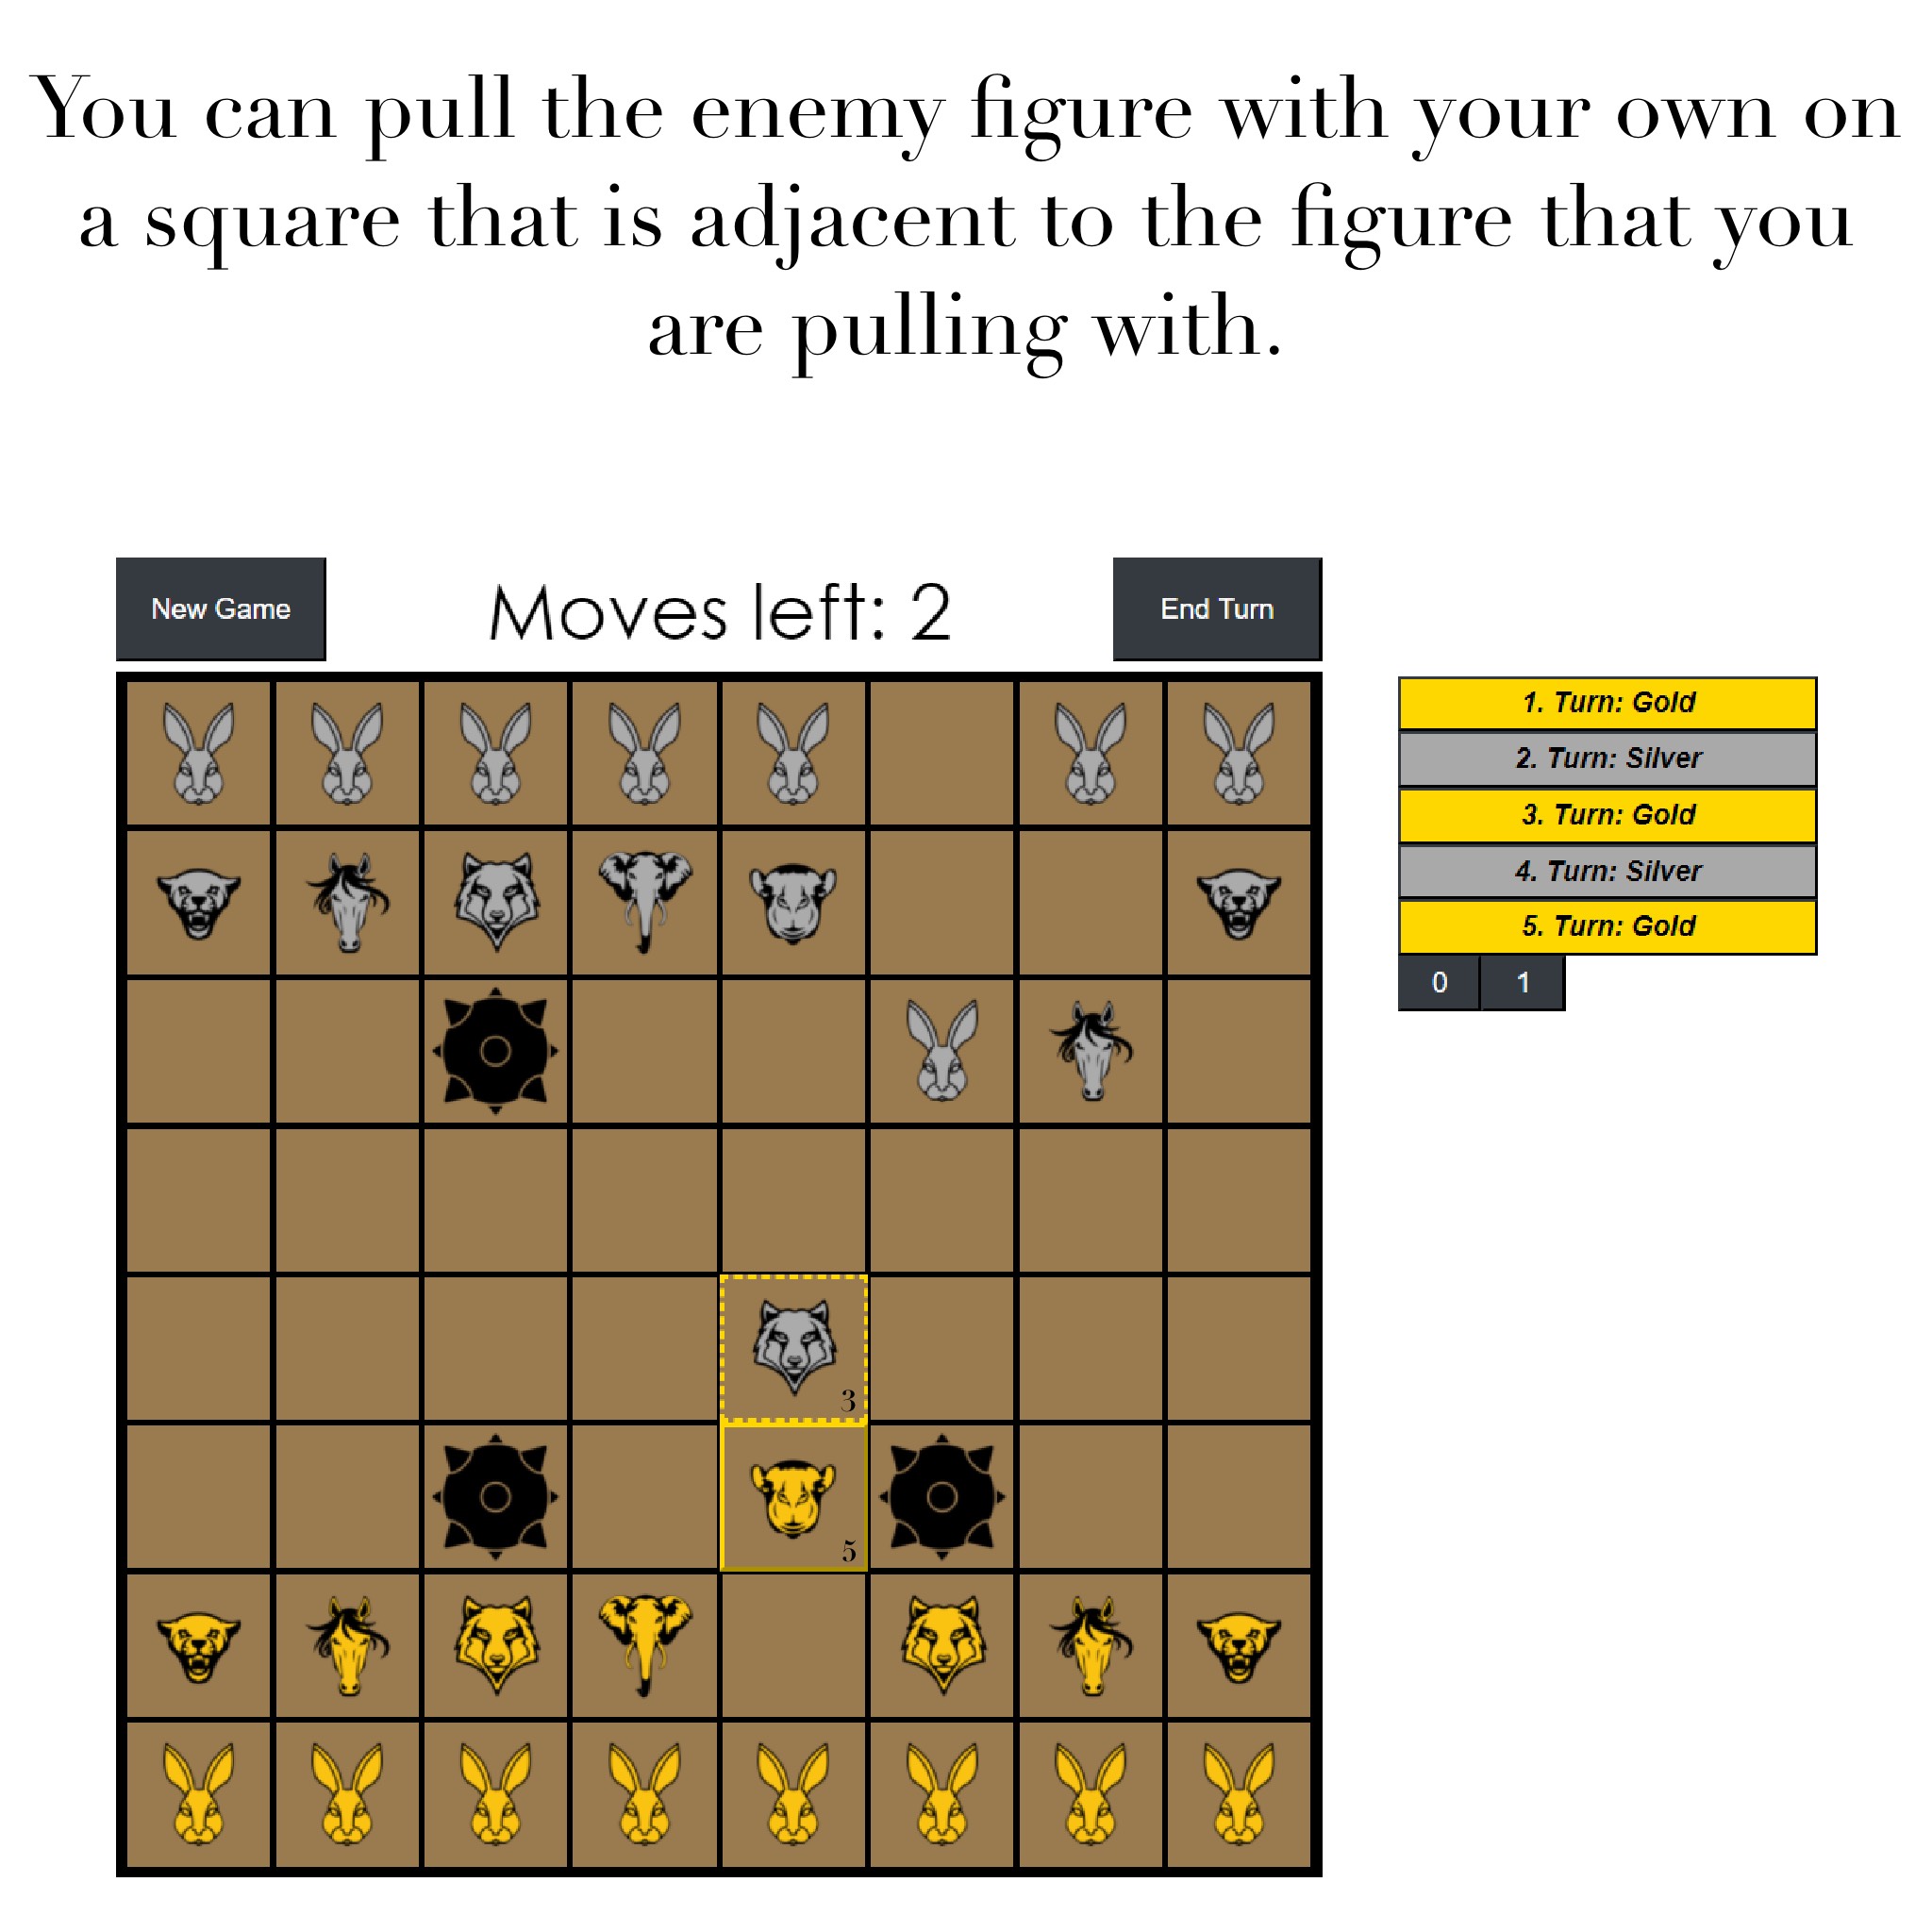 You can pull the enemy figure with your own on
a square that is adjacent to the figure that you
are pulling with.
New Game
Moves left: 2
End Turn
1. Turn: Gold
2. Turn: Silver
3. Turn: Gold
4. Turn: Silver
5. Turn: Gold
0 1
3
5